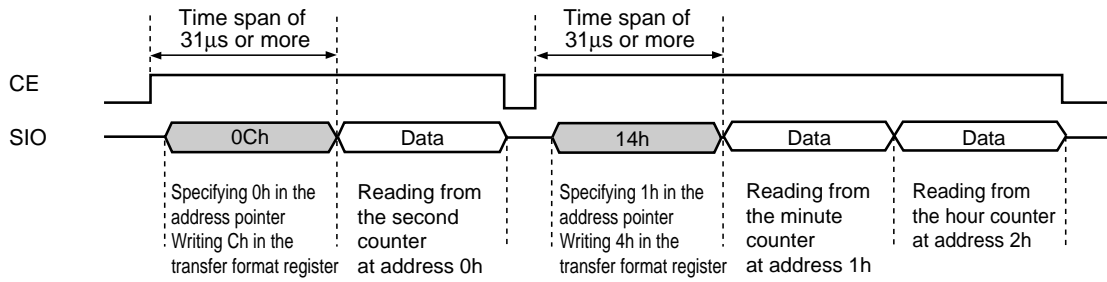 Time span of
31μs or more
Time span of
31μs or more
CE
SIO
0Ch
Data
14h
Data
Data
Specifying 0h in the
address pointer
Writing Ch in the
transfer format register
Reading from
the second
counter
at address 0h
Specifying 1h in the
address pointer
Writing 4h in the
transfer format register
Reading from
the minute
counter
at address 1h
Reading from
the hour counter
at address 2h